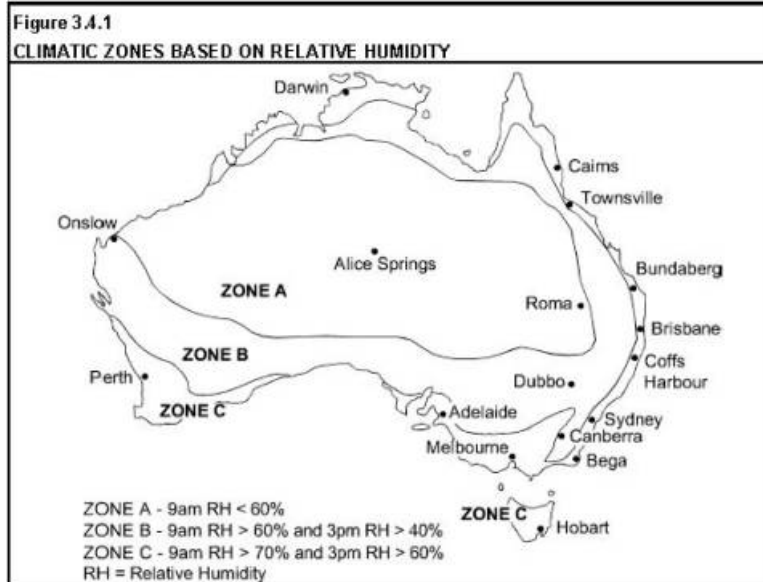 Figure 3.4.1
CLIMATIC ZONES BASED ON RELATIVE HUMIDITY
Darwin
Cairns
Townsville
Onslow
Alice Springs
Bundaberg
ZONE A
Roma
Brisbane
ZONE B
Coffs
Harbour
Perth
Dubbo
ZONE C
Adelaide
Sydney
Canberra
Melbourne
Bega
ZONE C
Hobart
ZONE A - 9am RH < 60%
ZONE B - 9am RH > 60% and 3pm RH > 40%
ZONE C - 9am RH > 70% and 3pm RH > 60%
RH = Relative Humidity